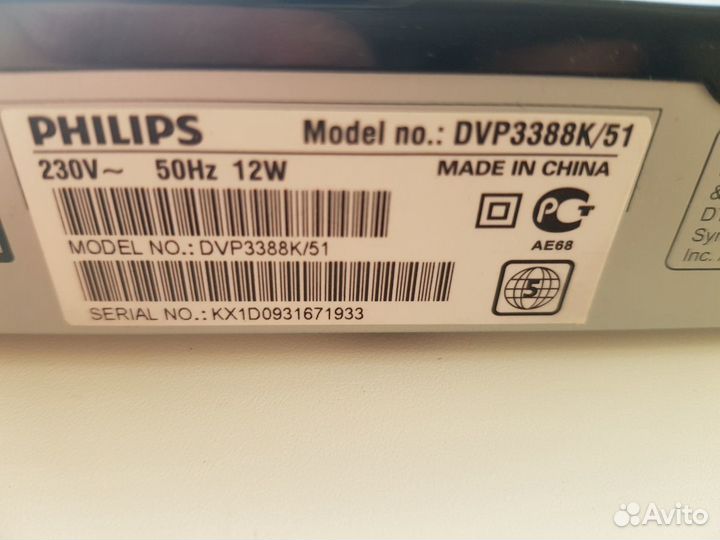 PHILIPS Model no.: DVP3388K/51
230V~ 50Hz 12W MADE IN CHINA
MODEL NO.: DVP3388K/51
AE68
5
SERIAL NO.: KX1D0931671933
&
Inc.
Avito